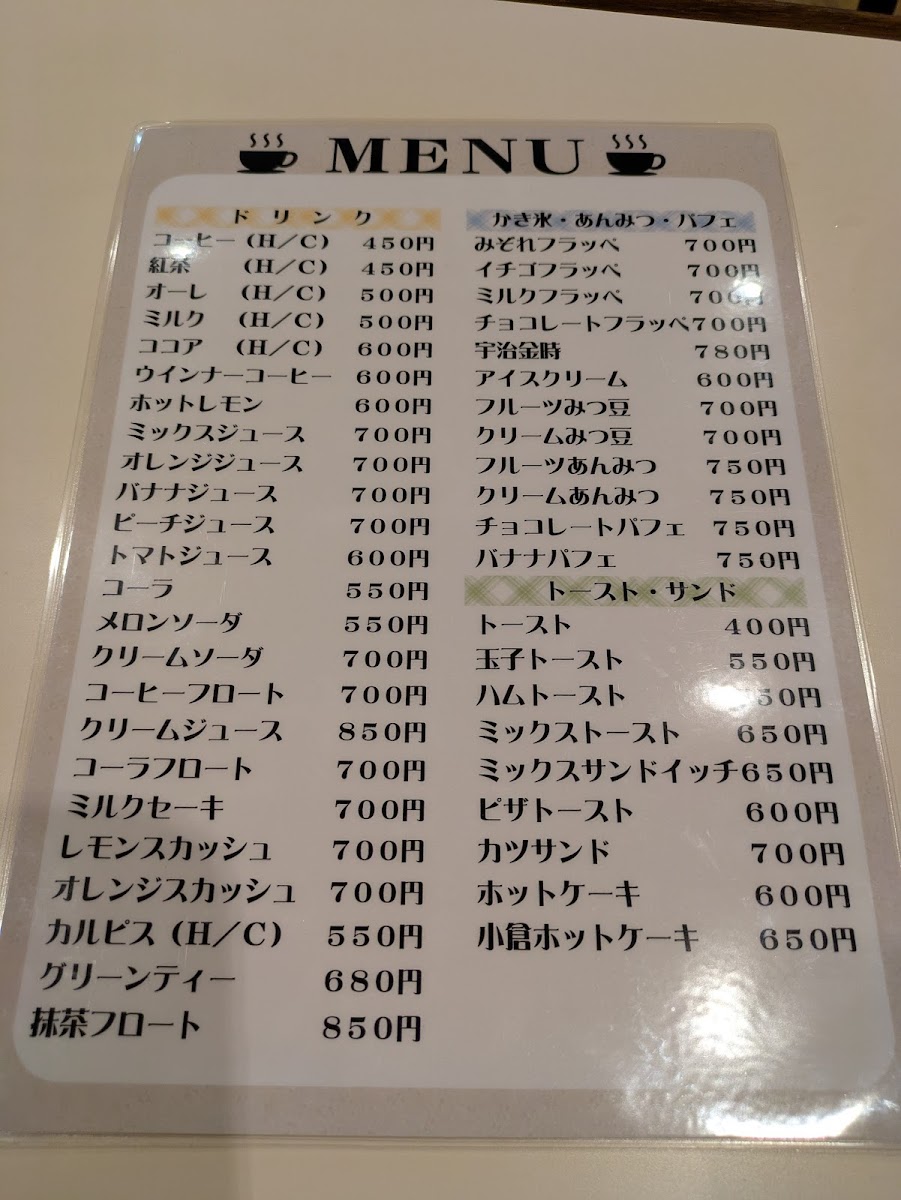 MENU
ドリンク
コーヒー(H/C) 450円
紅茶 (H/C) 450円
オーレ (H/C) 500円
ミルク (H/C) 500円
ココア (H/C) 600円
ウインナーコーヒー 600円
ホットレモン 600円
ミックスジュース 700円
オレンジジュース 700円
バナナジュース 700円
ピーチジュース 700円
トマトジュース 600円
コーラ 550円
メロンソーダ 550円
クリームソーダ 700円
コーヒーフロート 700円
クリームジュース 850円
コーラフロート 700円
ミルクセーキ 700円
レモンスカッシュ 700円
オレンジスカッシュ 700円
カルピス(H/C) 550円
グリーンティー 680円
抹茶フロート 850円
かき氷・あんみつ・パフェ
みぞれフラッペ 700円
イチゴフラッペ 700円
ミルクフラッペ 700円
チョコレートフラッペ700円
宇治金時 780円
アイスクリーム 600円
フルーツみつ豆 700円
クリームみつ豆 700円
フルーツあんみつ 750円
クリームあんみつ 750円
チョコレートパフェ 750円
バナナパフェ 750円
トースト・サンド
トースト 400円
玉子トースト 550円
ハムトースト
ミックストースト 650円
ミックスサンドイッチ650円
ピザトースト 600円
カツサンド 700円
ホットケーキ 600円
小倉ホットケーキ 650円